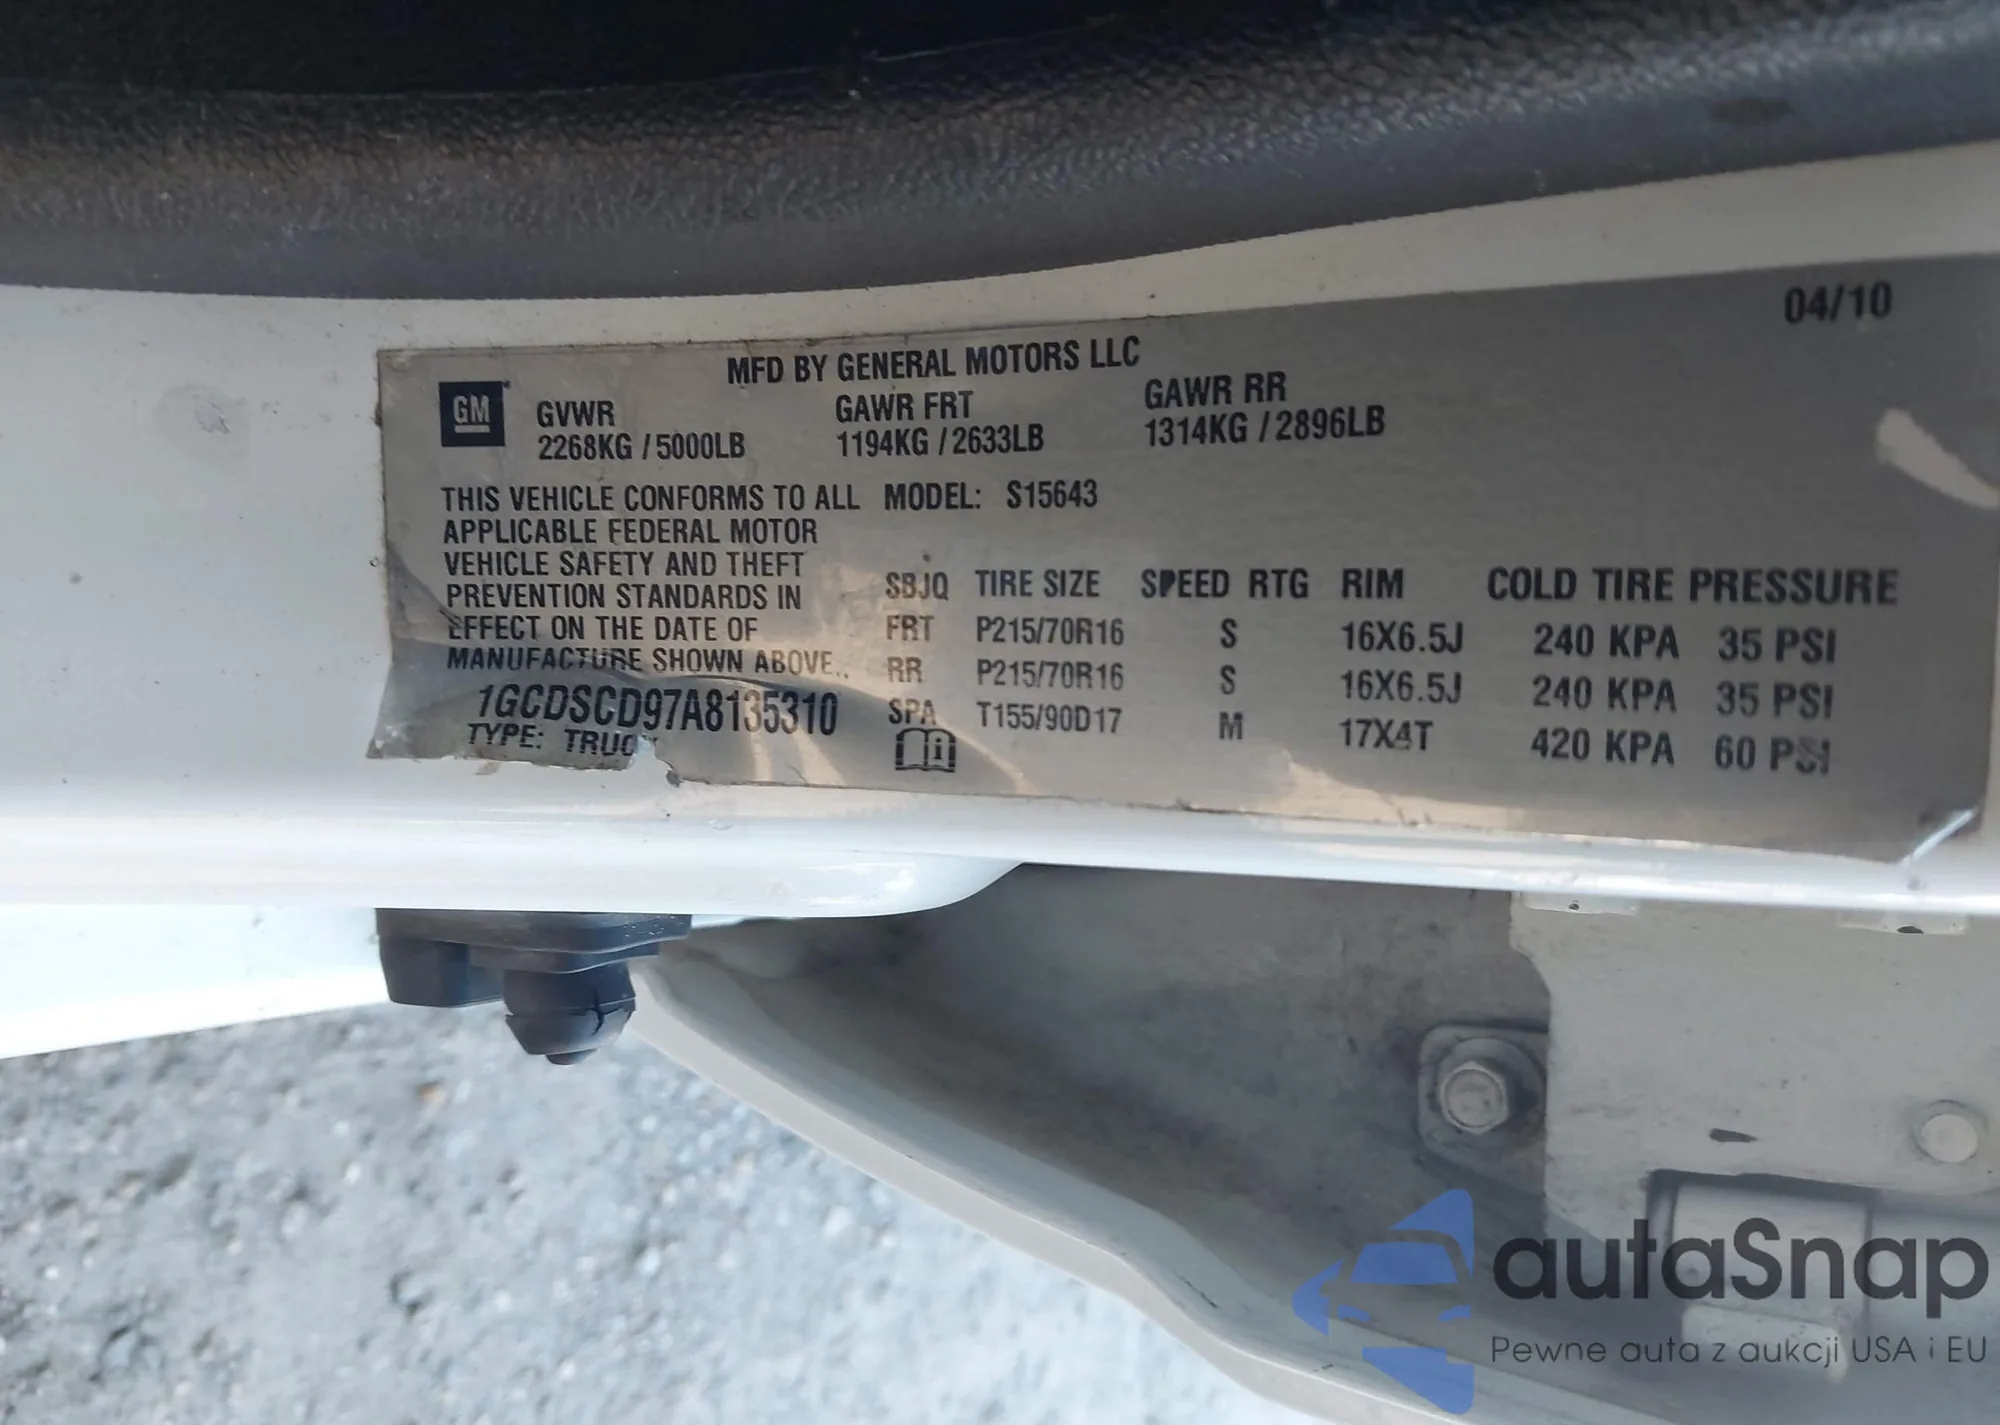 04/10
MFD BY GENERAL MOTORS LLC
GM
GVWR GAWR FRT GAWR RR
2268KG / 5000LB 1194KG / 2633LB 1314KG / 2896LB
THIS VEHICLE CONFORMS TO ALL
APPLICABLE FEDERAL MOTOR
VEHICLE SAFETY AND THEFT
PREVENTION STANDARDS IN
EFFECT ON THE DATE OF
MANUFACTURE SHOWN ABOVE..
1GCDSCD97A8135310
TYPE: TRUC
MODEL: S15643
SBJQ TIRE SIZE SPEED RTG RIM COLD TIRE PRESSURE
FRT P215/70R16 S 16X6.5J 240 KPA 35 PSI
RR P215/70R16 S 16X6.5J 240 KPA 35 PSI
SPA T155/90D17 M 17X4T 420 KPA 60 PSI
autaSnap
Pewne auta z aukcji USA i EU